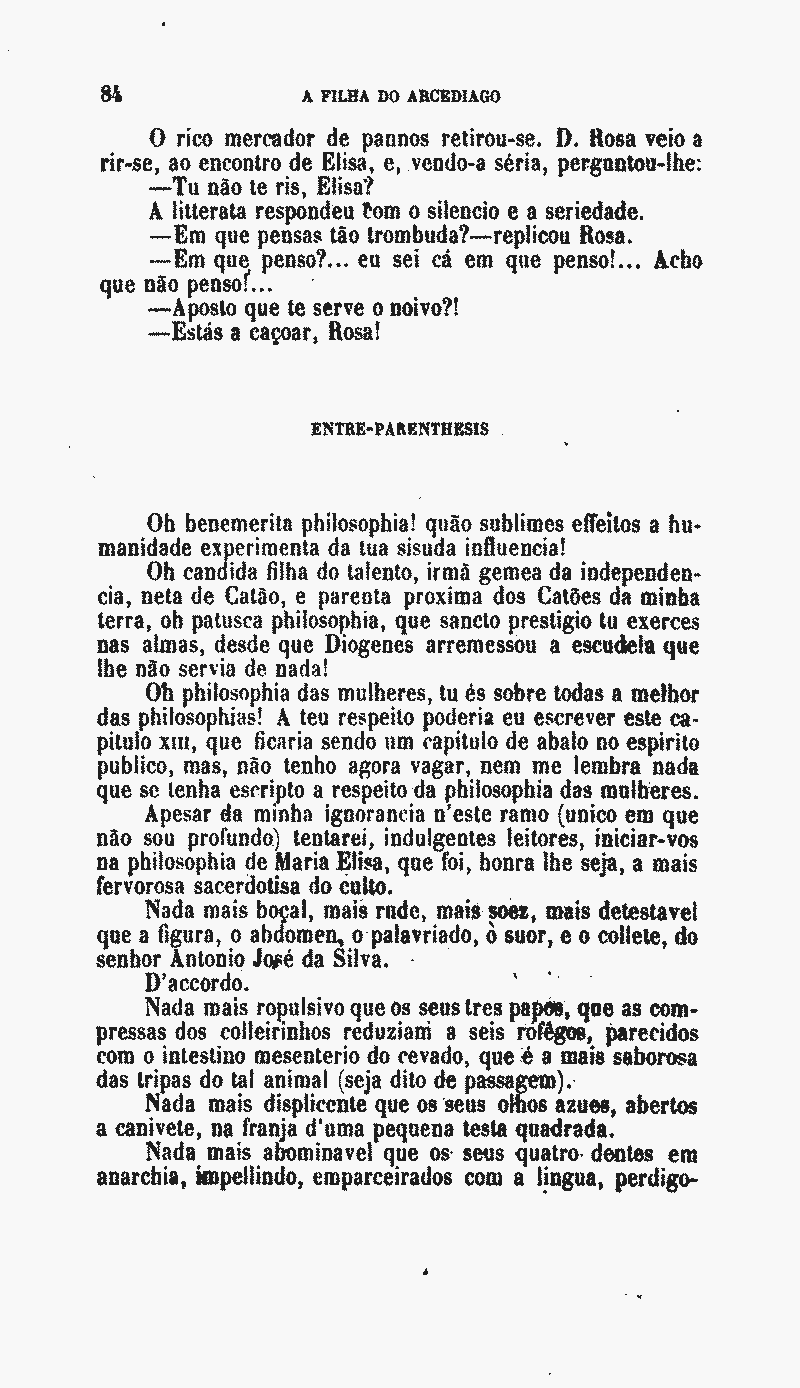 84 A FILHA DO ARCEDIAGO
O rico mercador de pannos retirou-se. D. Rosa veio a
rir-se, ao encontro de Elisa, e, vendo-a séria, perguntou-lhe:
—Tu não te ris, Elisa?
A litterata respondeu com o silencio e a seriedade.
—Em que pensas tão trombuda?—replicou Rosa.
—Em que penso?... eu sei cá em que penso!... Acho
que não penso!...
—Aposto que te serve o noivo?!
—Estás a caçoar, Rosa!
ENTRE-PARENTHESIS
Oh benemerita philosophia! quão sublimes effeitos a hu-
manidade experimenta da tua sisuda influencia!
Oh candida filha do talento, irmã gemea da independen-
cia, neta de Catão, e parenta proxima dos Catões da minha
terra, oh patusca philosophia, que sancto prestigio tu exerces
nas almas, desde que Diogenes arremessou a escudela que
lhe não servia de nada!
Oh philosophia das mulheres, tu és sobre todas a melhor
das philosophias! A teu respeito poderia eu escrever este ca-
pitulo XIII, que ficaria sendo um capitulo de abalo no espirito
publico, mas, não tenho agora vagar, nem me lembra nada
que se tenha escripto a respeito da philosophia das mulheres.
Apesar da minha ignorancia n'este ramo (unico em que
não sou profundo) tentarei, indulgentes leitores, iniciar-vos
na philosophia de Maria Elisa, que foi, honra lhe seja, a mais
fervorosa sacerdotisa do culto.
Nada mais boçal, mais rude, mais soez, mais detestavel
que a figura, o abdomen, o palavriado, o suor, e o collete, do
senhor Antonio José da Silva.
D'accordo.
Nada mais ropulsivo que os seus tres papos, que as com-
pressas dos colleirinhos reduziam a seis rofêgos, parecidos
com o intestino mesenterio do cevado, que é a mais saborosa
das tripas do tal animal (seja dito de passagem).
Nada mais displicente que os seus olhos azues, abertos
a canivete, na franja d'uma pequena testa quadrada.
Nada mais abominavel que os seus quatro dentes em
anarchia, impellindo, emparceirados com a lingua, perdigo-